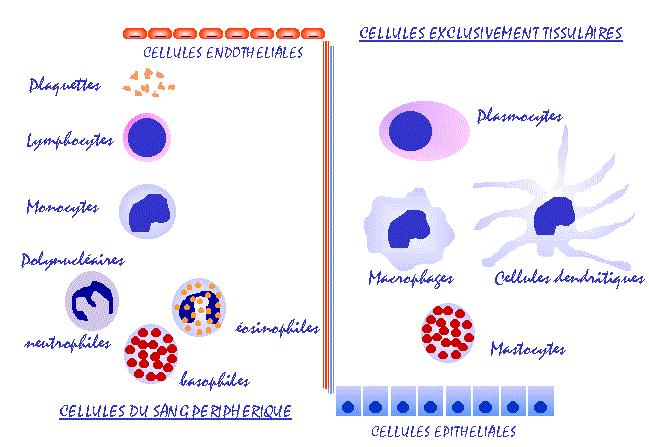 CELLULES EXCLUSIVEMENT TISSULAIRES
CELLULES ENDOTHELIALES
Plaquettes
Lymphocytes
Monocytes
Polynucléaires
neutrophiles
éosinophiles
basophiles
CELLULES DU SANG PERIPHERIQUE
Plasmocytes
Macrophages
Cellules dendritiques
Mastocytes
CELLULES EPITHELIALES